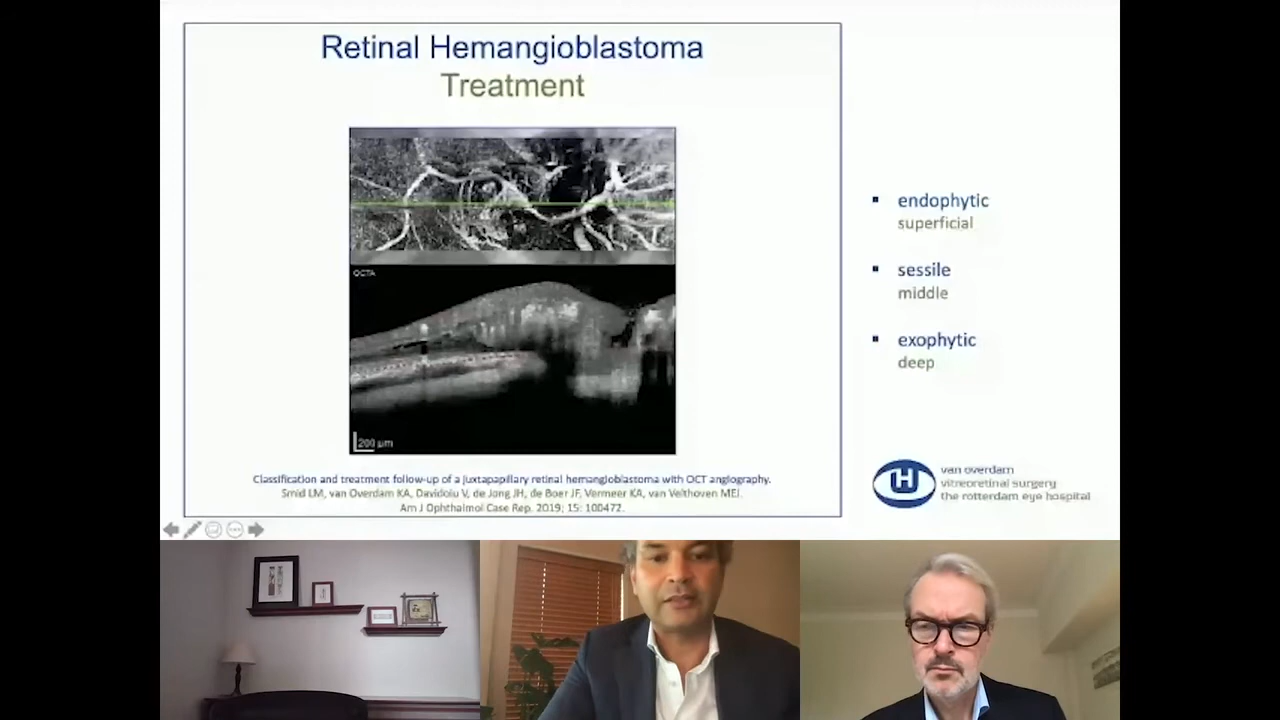 Retinal Hemangioblastoma
Treatment
OCTA
200 µm
Classification and treatment follow-up of a juxtapapillary retinal hemangioblastoma with OCT angiography.
Smid LM, van Overdam KA, Davidoiu V, de Jong JH, de Boer JF, Vermeer KA, van Velthoven MEJ.
Am J Ophthalmol Case Rep. 2019; 15: 100472.
▪ endophytic
superficial
▪ sessile
middle
▪ exophytic
deep
van overdam
vitreoretinal surgery
the rotterdam eye hospital